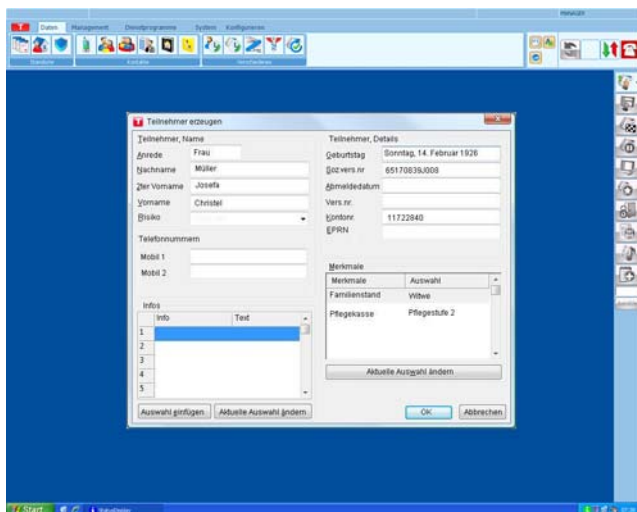 Daten Management Dienstprogramme System Konfigurieren
Standorte Kontakte Verschiedenes
Teilnehmer erzeugen
Teilnehmer, Name
Anrede Frau
Nachname Müller
2ter Vorname Josefa
Vorname Christel
Risiko
Telefonnummern
Mobil 1
Mobil 2
Infos
Info Text
1
2
3
4
5
Auswahl einfügen Aktuelle Auswahl ändern
Teilnehmer, Details
Geburtstag Sonntag, 14. Februar 1926
Soz.vers.nr 65170839J008
Abmeldedatum
Vers.nr.
Kontonr. 11722840
EPRN
Merkmale
Merkmale Auswahl
Familienstand Witwe
Pflegekasse Pflegestufe 2
Aktuelle Auswahl ändern
OK Abbrechen
Start